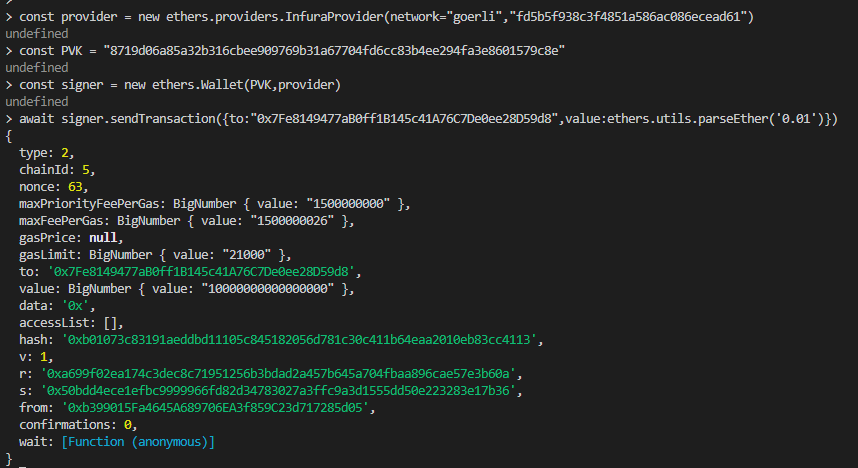 > const provider = new ethers.providers.InfuraProvider(network="goerli","fd5b5f938c3f4851a586ac086ecead61")
undefined
> const PVK = "8719d06a85a32b316cbee909769b31a67704fd6cc83b4ee294fa3e8601579c8e"
undefined
> const signer = new ethers.Wallet(PVK,provider)
undefined
> await signer.sendTransaction({to:"0x7Fe8149477aB0ff1B145c41A76C7De0ee28D59d8",value:ethers.utils.parseEther('0.01')})
{
  type: 2,
  chainId: 5,
  nonce: 63,
  maxPriorityFeePerGas: BigNumber { value: "1500000000" },
  maxFeePerGas: BigNumber { value: "1500000026" },
  gasPrice: null,
  gasLimit: BigNumber { value: "21000" },
  to: '0x7Fe8149477aB0ff1B145c41A76C7De0ee28D59d8',
  value: BigNumber { value: "10000000000000000" },
  data: '0x',
  accessList: [],
  hash: '0xb01073c83191aeddbd11105c845182056d781c30c411b64eaa2010eb83cc4113',
  v: 1,
  r: '0xa699f02ea174c3dec8c71951256b3bdad2a457b645a704fbaa896cae57e3b60a',
  s: '0x50bdd4ece1efbc9999966fd82d34783027a3ffc9a3d1555dd50e223283e17b36',
  from: '0xb399015Fa4645A689706EA3f859C23d717285d05',
  confirmations: 0,
  wait: [Function (anonymous)]
}